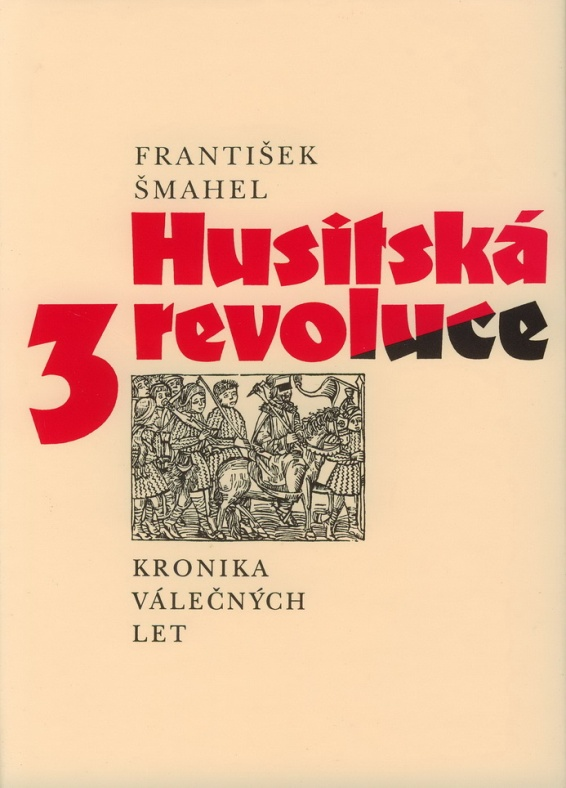 FRANTIŠEK
ŠMAHEL
Husitská
3 revoluce
KRONIKA
VÁLEČNÝCH
LET